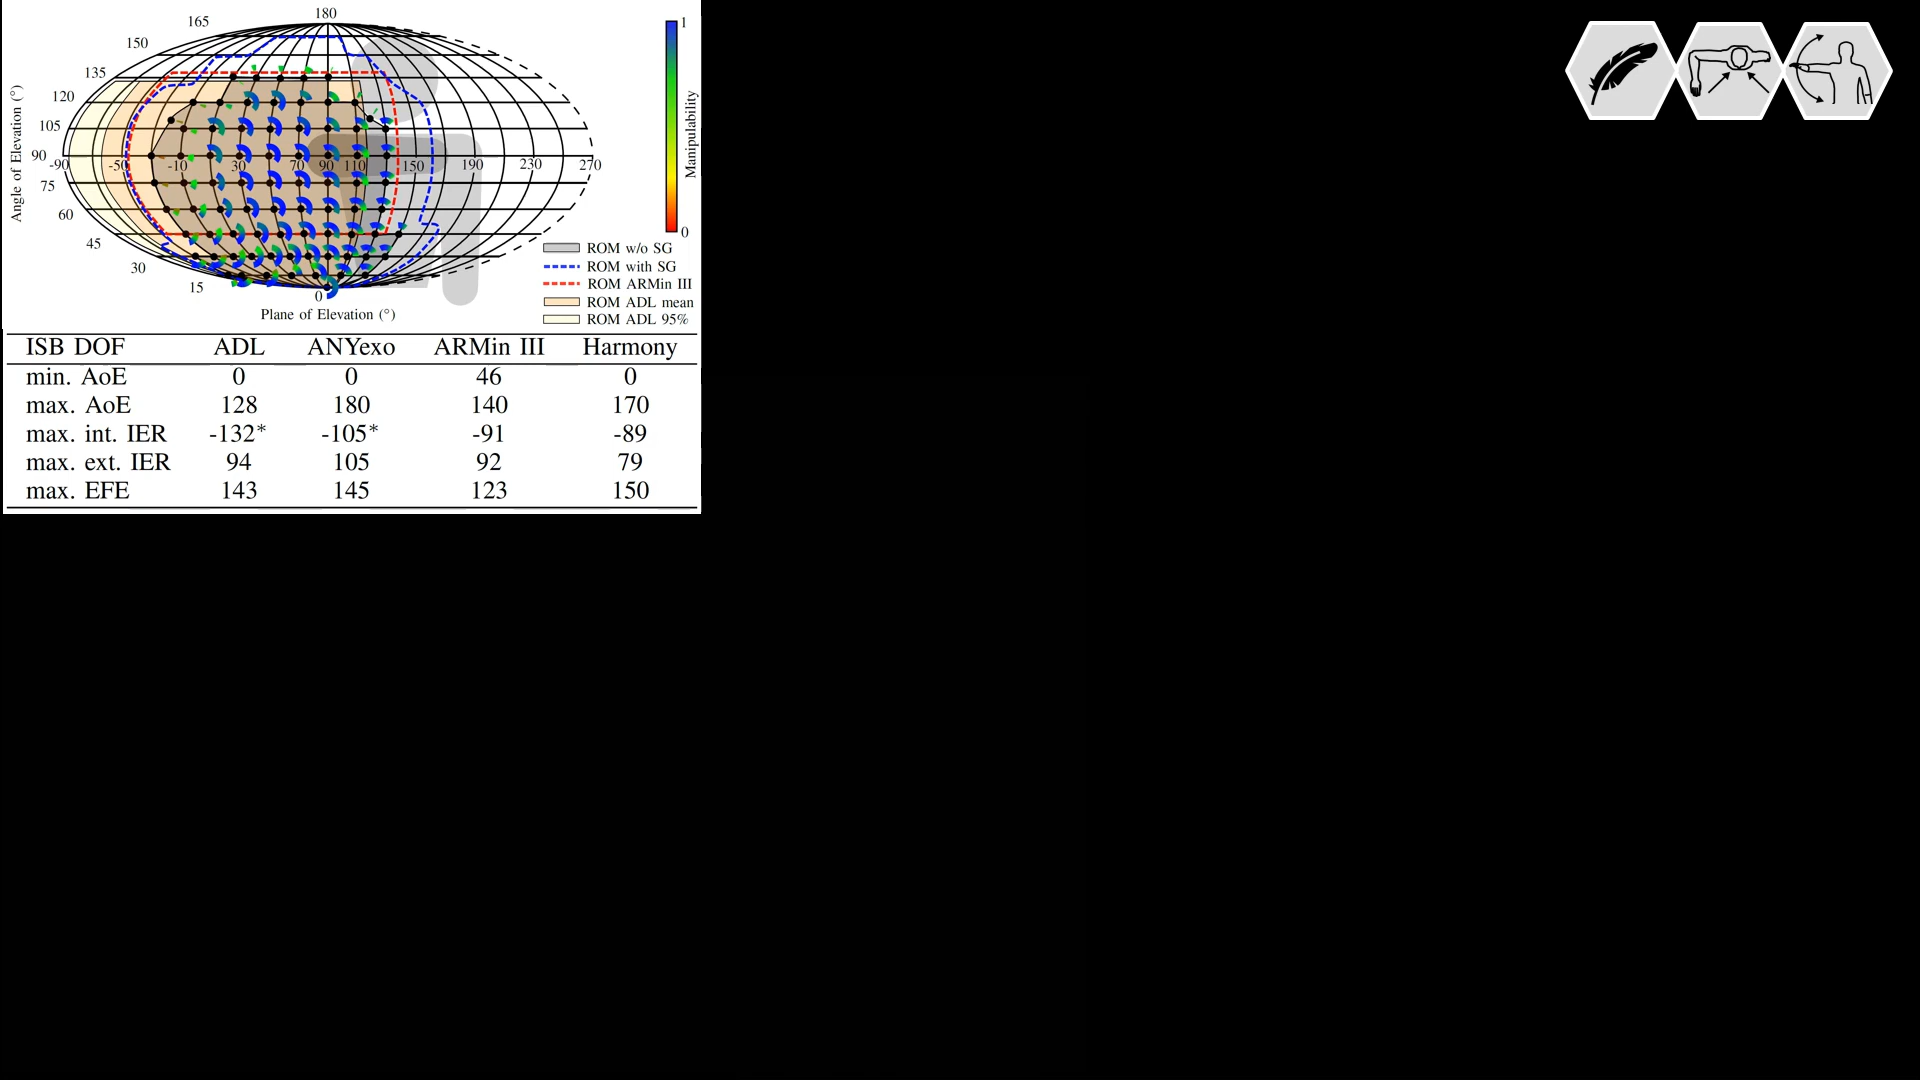 180
165
150
135
120
105
90
75
60
45
30
15
0
-90 -50 -10 30 70 90 110 150 190 230 270
Angle of Elevation (°)
Plane of Elevation (°)
1
Manipulability
0
ROM w/o SG
ROM with SG
ROM ARMin III
ROM ADL mean
ROM ADL 95%
ISB DOF ADL ANYexo ARMin III Harmony
min. AoE 0 0 46 0
max. AoE 128 180 140 170
max. int. IER -132* -105* -91 -89
max. ext. IER 94 105 92 79
max. EFE 143 145 123 150